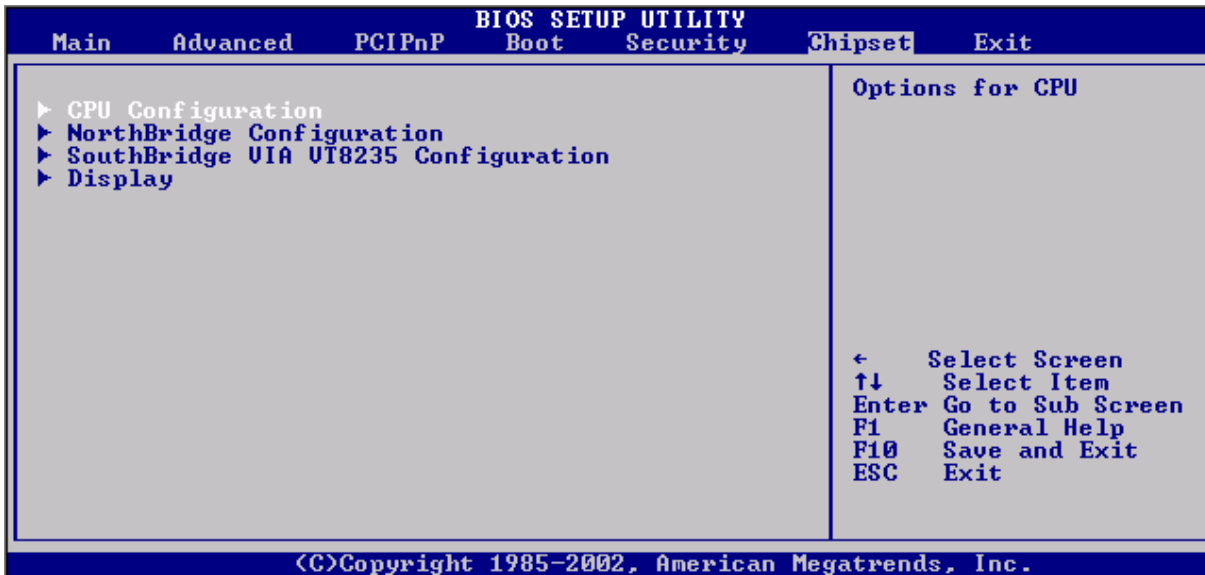 BIOS SETUP UTILITY
Main Advanced PCIPnP Boot Security Chipset Exit
► CPU Configuration
► NorthBridge Configuration
► SouthBridge VIA VT8235 Configuration
► Display
Options for CPU
← Select Screen
↑↓ Select Item
Enter Go to Sub Screen
F1 General Help
F10 Save and Exit
ESC Exit
(C)Copyright 1985-2002, American Megatrends, Inc.